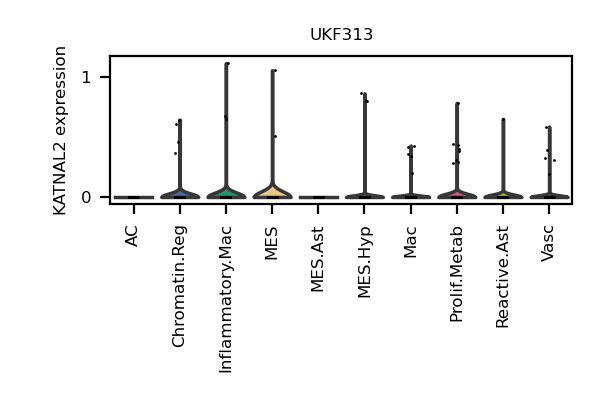 UKF313
KATNAL2 expression
1
0
AC
Chromatin.Reg
Inflammatory.Mac
MES
MES.Ast
MES.Hyp
Mac
Prolif.Metab
Reactive.Ast
Vasc